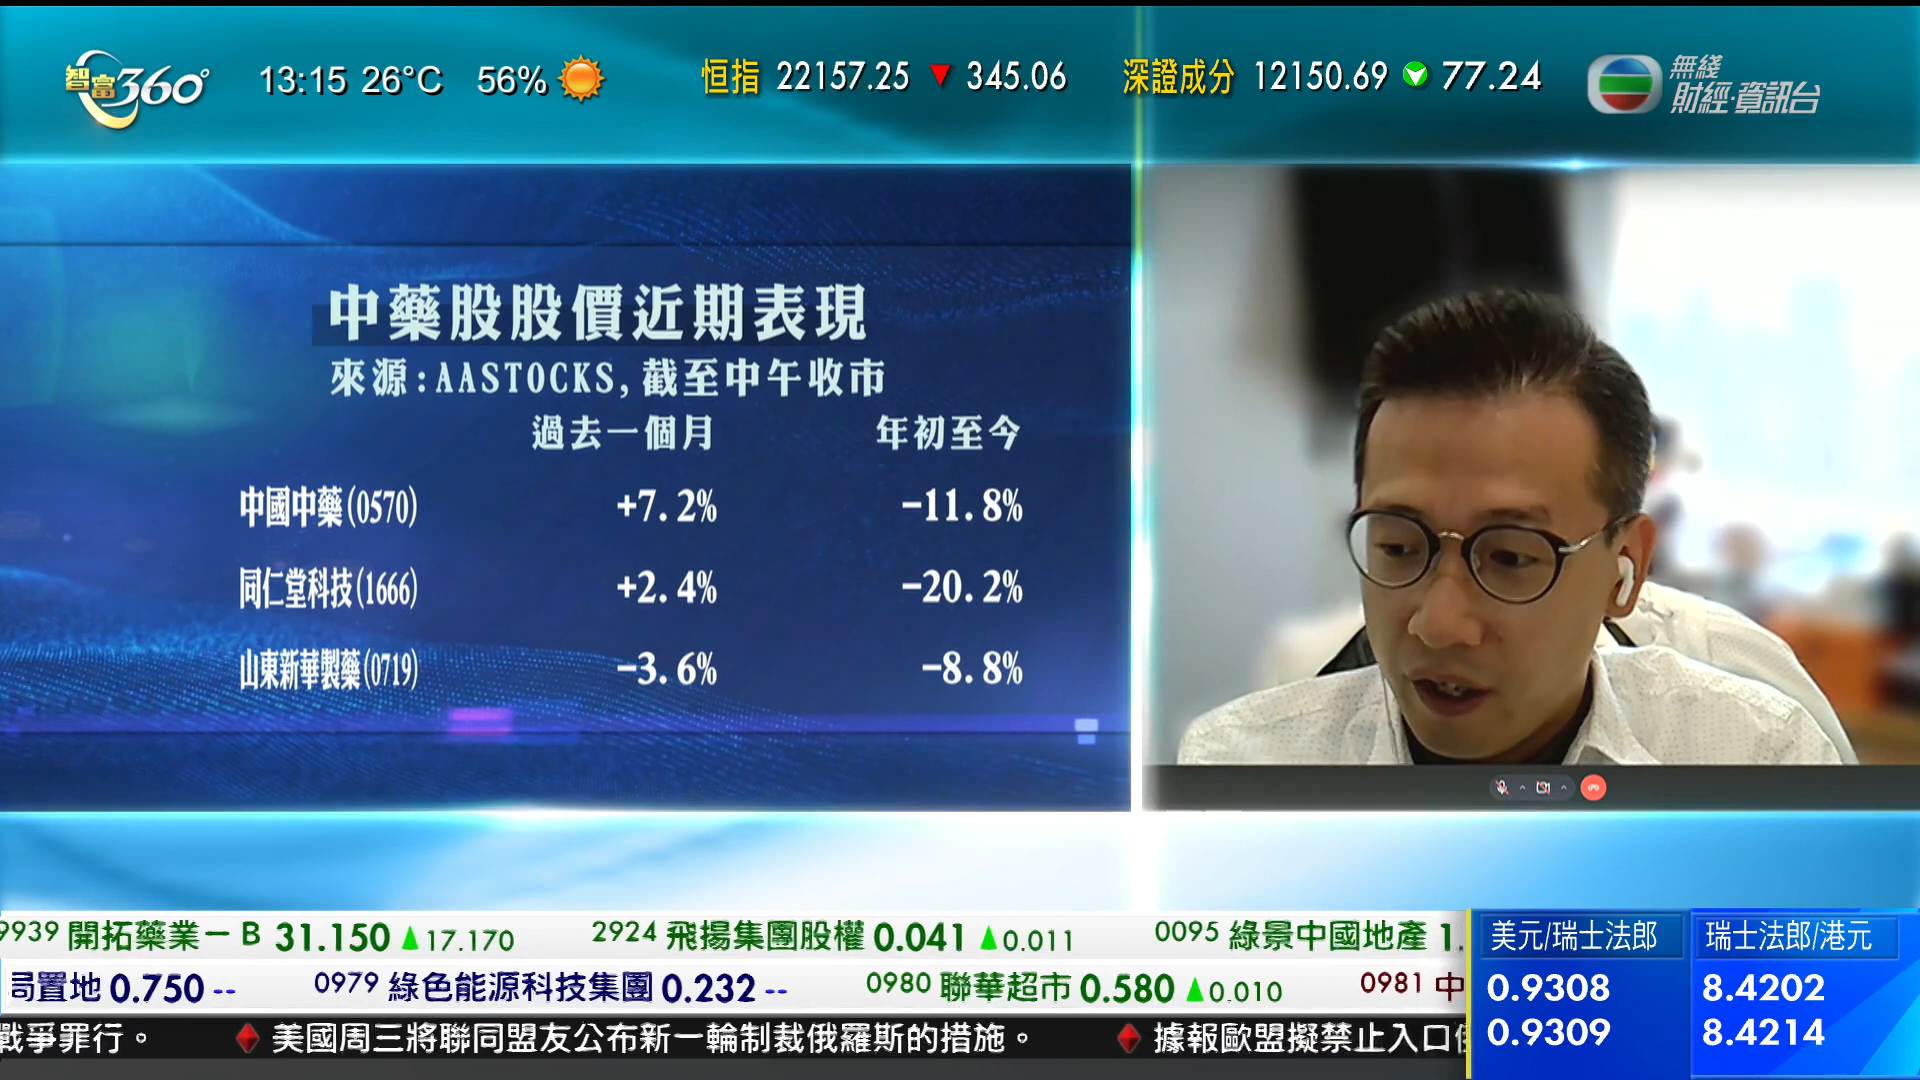 智富360°
13:15 26°C 56%
恒指 22157.25 ▼ 345.06
深證成分 12150.69 77.24
無綫
財經·資訊台
中藥股股價近期表現
來源:AASTOCKS,截至中午收市
過去一個月 年初至今
中國中藥(0570) +7.2% -11.8%
同仁堂科技(1666) +2.4% -20.2%
山東新華製藥(0719) -3.6% -8.8%
9939 開拓藥業－B 31.150 ▲17.170 2924 飛揚集團股權 0.041 ▲0.011 0095 綠景中國地產 1.
局置地 0.750 -- 0979 綠色能源科技集團 0.232 -- 0980 聯華超市 0.580 ▲0.010 0981 中
戰爭罪行。 ♦ 美國周三將聯同盟友公布新一輪制裁俄羅斯的措施。 ♦ 據報歐盟擬禁止入口
美元/瑞士法郎
0.9308
0.9309
瑞士法郎/港元
8.4202
8.4214